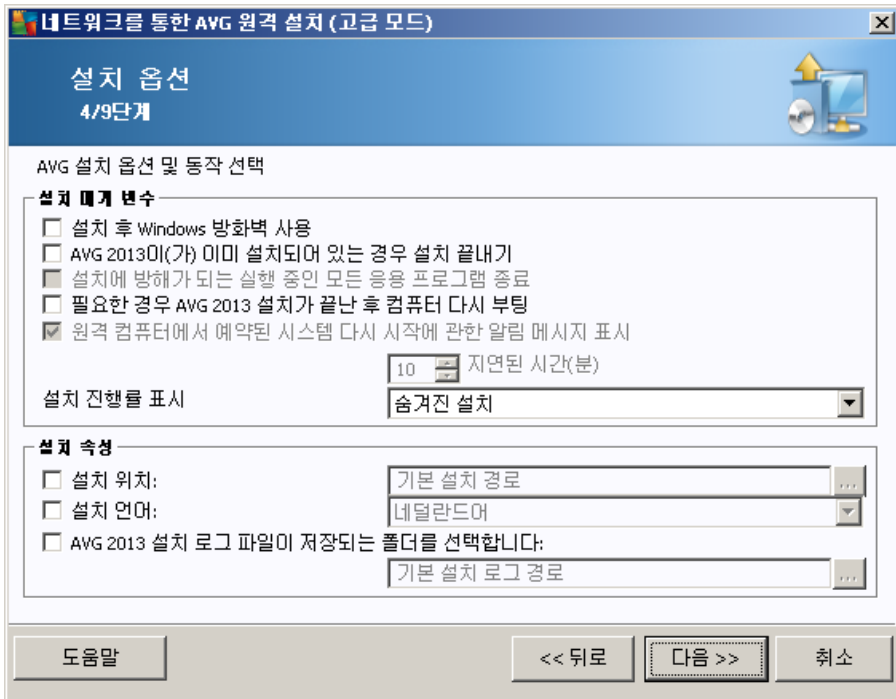 네트워크를 통한 AVG 원격 설치 (고급 모드)
설치 옵션
4/9단계
AVG 설치 옵션 및 동작 선택
설치 매개 변수
설치 후 Windows 방화벽 사용
AVG 2013이(가) 이미 설치되어 있는 경우 설치 끝내기
설치에 방해가 되는 실행 중인 모든 응용 프로그램 종료
필요한 경우 AVG 2013 설치가 끝난 후 컴퓨터 다시 부팅
원격 컴퓨터에서 예약된 시스템 다시 시작에 관한 알림 메시지 표시
10 지연된 시간(분)
설치 진행률 표시 숨겨진 설치
설치 속성
설치 위치: 기본 설치 경로 ...
설치 언어: 네덜란드어
AVG 2013 설치 로그 파일이 저장되는 폴더를 선택합니다:
기본 설치 로그 경로 ...
도움말 << 뒤로 다음 >> 취소